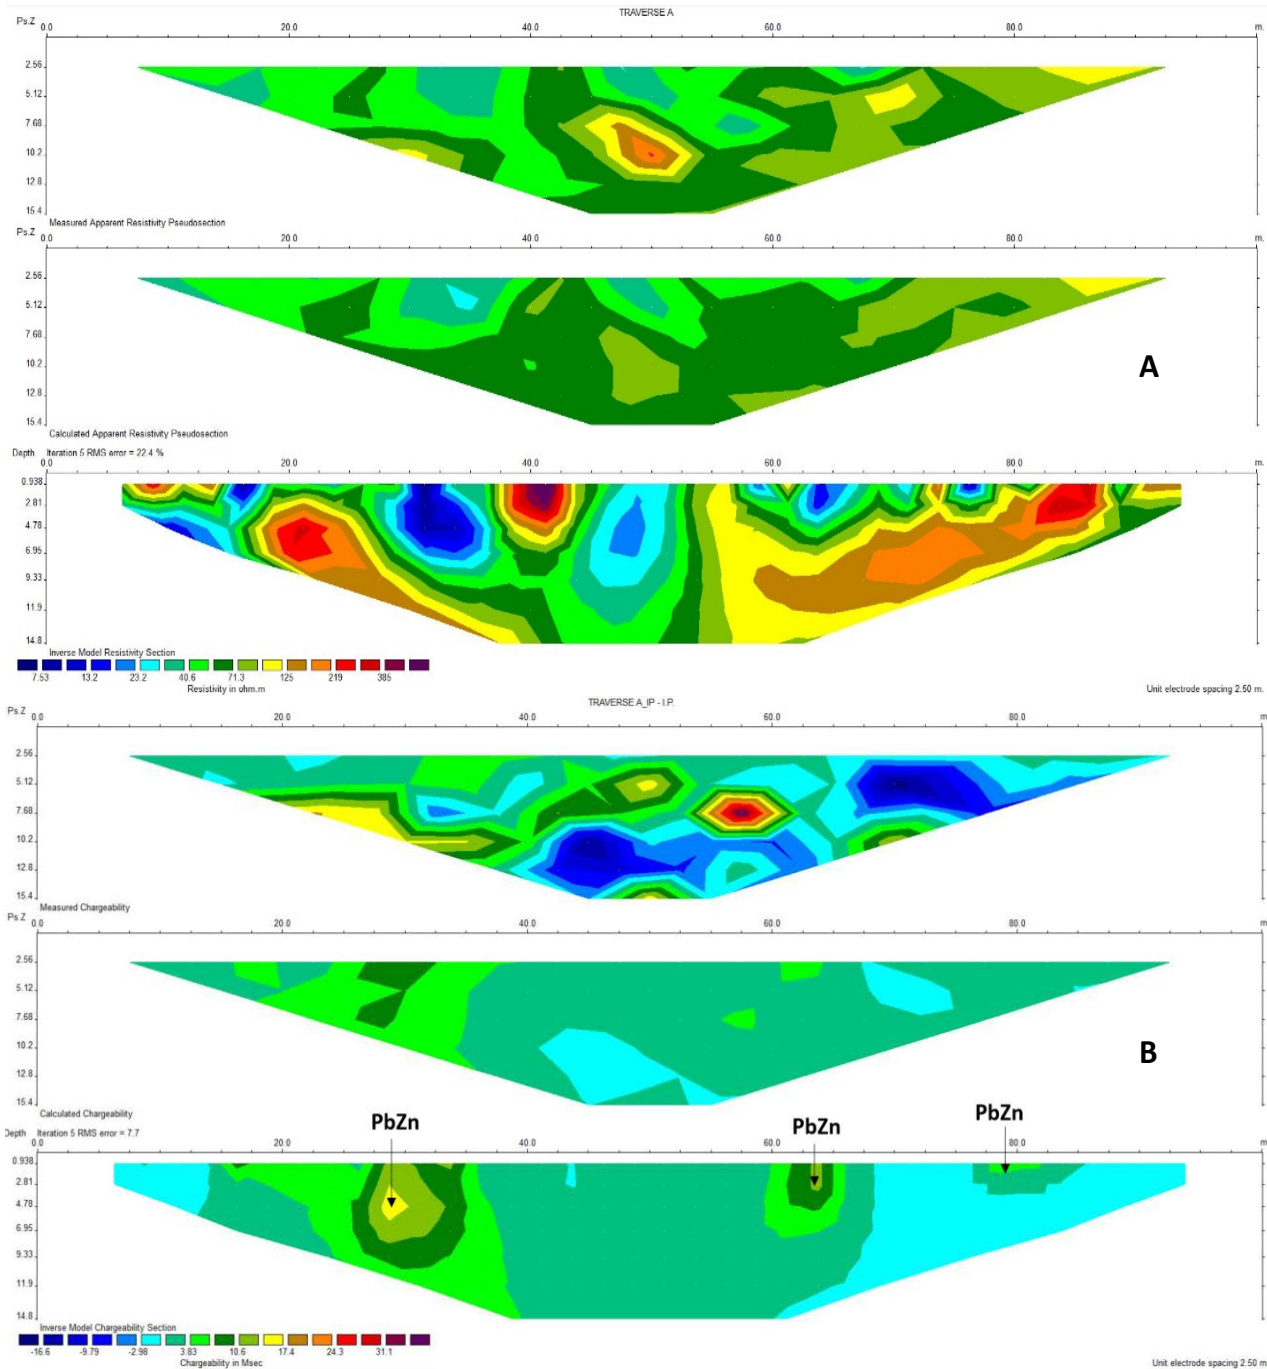 TRAVERSE A
Ps.Z 0.0 20.0 40.0 60.0 80.0 m.
2.56
5.12
7.68
10.2
12.8
15.4
Measured Apparent Resistivity Pseudosection
Ps.Z 0.0 20.0 40.0 60.0 80.0 m.
2.56
5.12
7.68
10.2
A
12.8
15.4
Calculated Apparent Resistivity Pseudosection
Depth Iteration 5 RMS error = 22.4 %
0.0 20.0 40.0 60.0 80.0 m.
0.938
2.81
4.78
6.95
9.33
11.9
14.8
Inverse Model Resistivity Section
7.53 13.2 23.2 40.6 71.3 125 219 385
Resistivity in ohm.m
Unit electrode spacing 2.50 m.
TRAVERSE A_IP - I.P.
Ps.Z 0.0 20.0 40.0 60.0 80.0 m
2.56
5.12
7.68
10.2
12.8
15.4
Measured Chargeability
Ps.Z 0.0 20.0 40.0 60.0 80.0 m
2.56
5.12
7.68
10.2
B
12.8
15.4
Calculated Chargeability
PbZn PbZn PbZn
Depth Iteration 5 RMS error = 7.7
0.0 20.0 40.0 60.0 80.0 m
0.938
2.81
4.78
6.95
9.33
11.9
14.8
Inverse Model Chargeability Section
-16.6 -9.79 -2.98 3.83 10.6 17.4 24.3 31.1
Chargeability in Msec
Unit electrode spacing 2.50 m